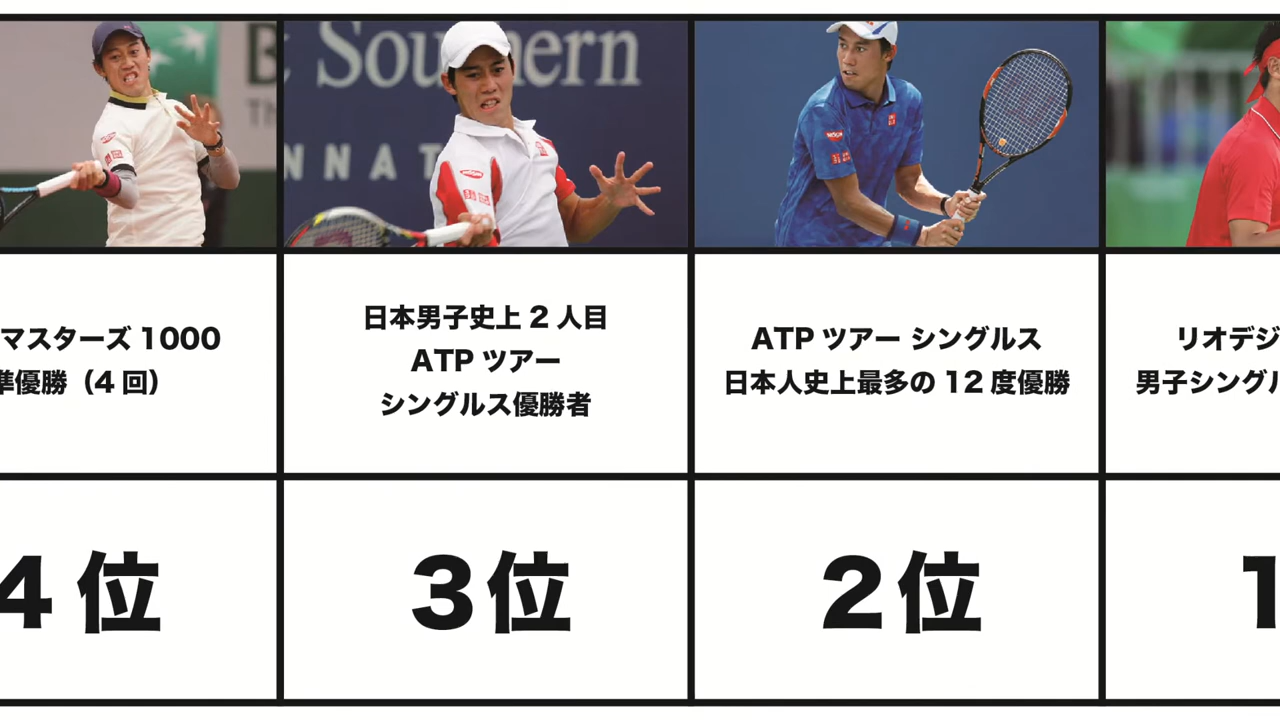 Southern
NNAT
マスターズ 1000
準優勝（4 回）
4 位
日本男子史上 2 人目
ATP ツアー
シングルス優勝者
3位
ATP ツアー シングルス
日本人史上最多の 12 度優勝
2位
リオデジ
男子シングル
1